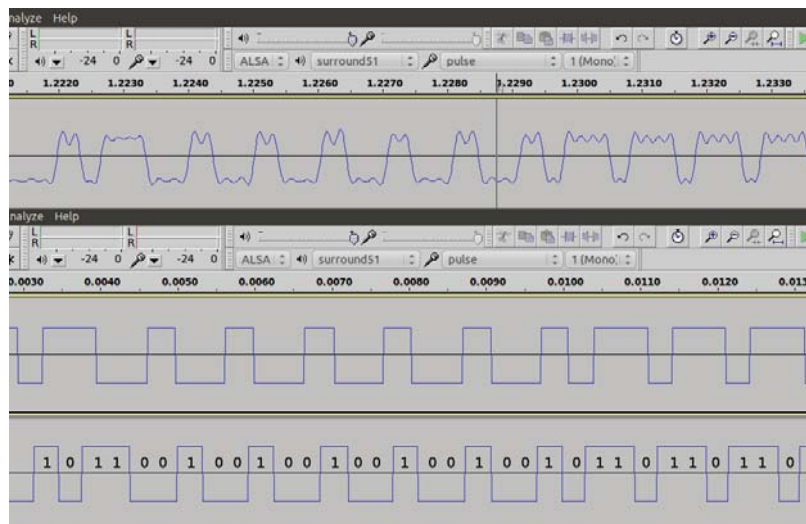 nalyze Help
L L
R R
-24 0 -24 0 ALSA surround51 pulse 1 (Mono)
1.2220 1.2230 1.2240 1.2250 1.2260 1.2270 1.2280 1.2290 1.2300 1.2310 1.2320 1.2330
nalyze Help
L L
R R
-24 0 -24 0 ALSA surround51 pulse 1 (Mono)
0.0030 0.0040 0.0050 0.0060 0.0070 0.0080 0.0090 0.0100 0.0110 0.0120 0.013
1 0 1 1 0 0 1 0 0 1 0 0 1 0 0 1 0 0 1 0 0 1 0 1 1 0 1 1 0 1 1 0